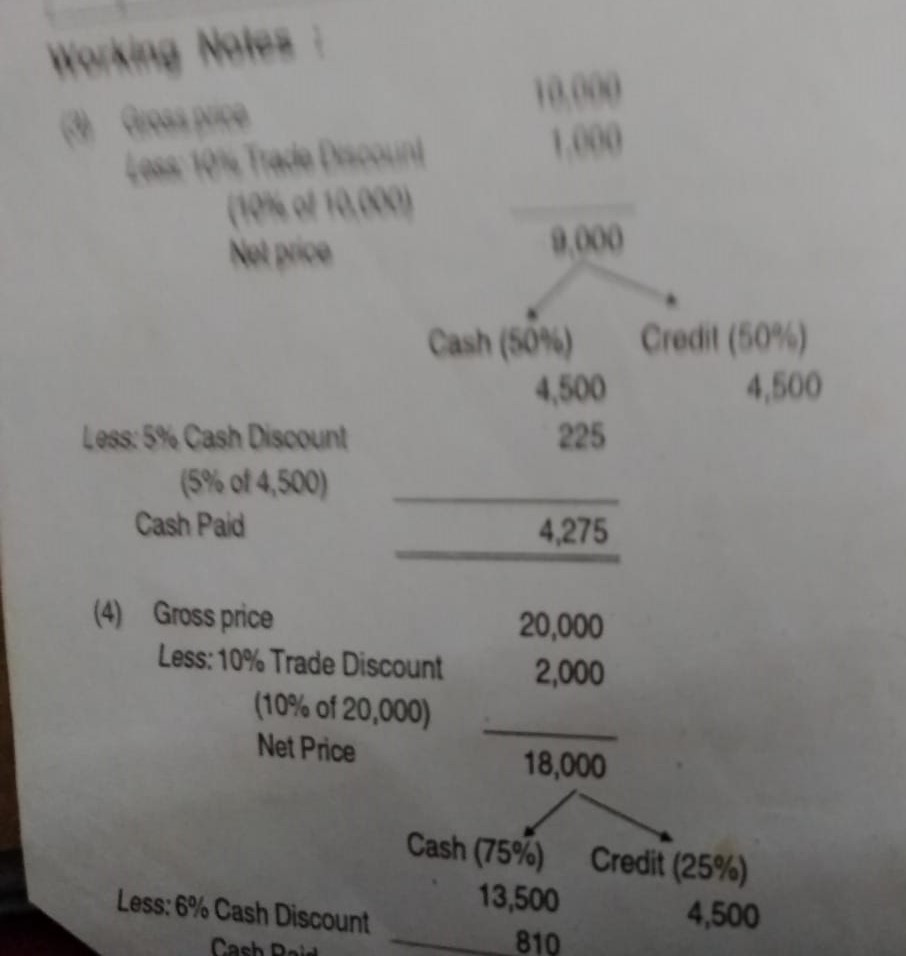 Working Notes :
(3) Gross price 10,000
Less: 10% Trade Discount 1,000
(10% of 10,000)
Net price 9,000
Cash (50%) Credit (50%)
4,500 4,500
Less: 5% Cash Discount 225
(5% of 4,500)
Cash Paid 4,275
(4) Gross price 20,000
Less: 10% Trade Discount 2,000
(10% of 20,000)
Net Price 18,000
Cash (75%) Credit (25%)
13,500 4,500
Less: 6% Cash Discount 810
Cash Paid